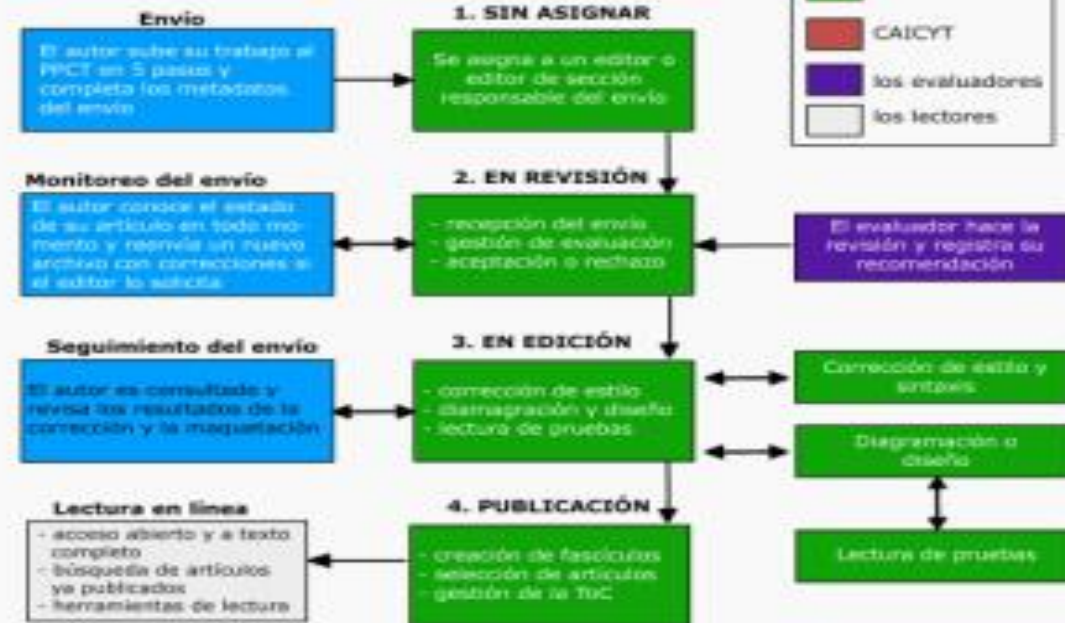 Envío
El autor sube su trabajo al
PPCT en 5 pasos y
completa los metadatos
del envío
1. SIN ASIGNAR
Se asigna a un editor o
editor de sección
responsable del envío
CAICYT
los evaluadores
los lectores
Monitoreo del envío
El autor conoce el estado
de su artículo en todo mo-
mento y reenvía un nuevo
archivo con correcciones si
el editor lo solicita
2. EN REVISIÓN
- recepción del envío
- gestión de evaluación
- aceptación o rechazo
El evaluador hace la
revisión y registra su
recomendación
Seguimiento del envío
El autor es consultado y
revisa los resultados de la
corrección y la maquetación
3. EN EDICIÓN
- corrección de estilo
- diamagración y diseño
- lectura de pruebas
Corrección de estilo y
sintaxis
Diagramación o
diseño
Lectura de pruebas
Lectura en línea
- acceso abierto y a texto
completo
- búsqueda de artículos
ya publicados
- herramientas de lectura
4. PUBLICACIÓN
- creación de fascículos
- selección de artículos
- gestión de la ToC